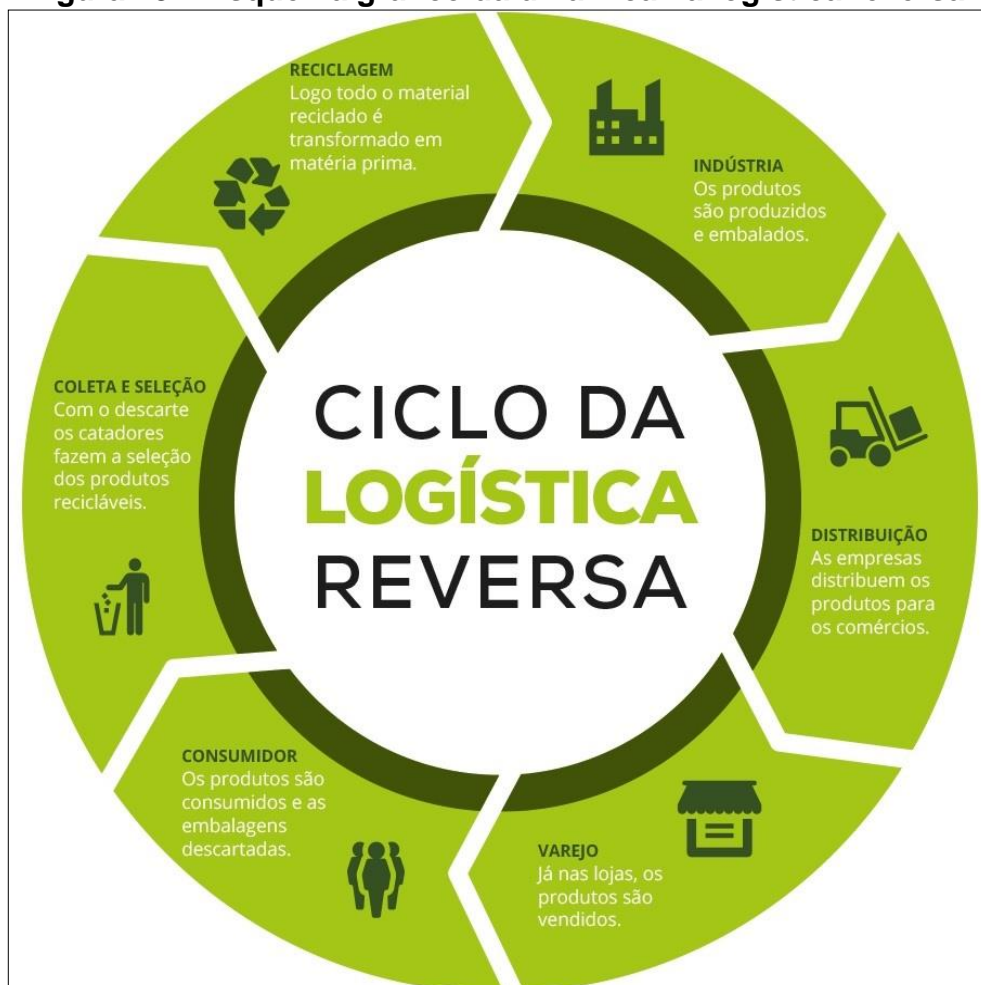 CICLO DA
LOGÍSTICA
REVERSA
INDÚSTRIA
Os produtos
são produzidos
e embalados.
DISTRIBUIÇÃO
As empresas
distribuem os
produtos para
os comércios.
VAREJO
Já nas lojas, os
produtos são
vendidos.
CONSUMIDOR
Os produtos são
consumidos e as
embalagens
descartadas.
COLETA E SELEÇÃO
Com o descarte
os catadores
fazem a seleção
dos produtos
recicláveis.
RECICLAGEM
Logo todo o material
reciclado é
transformado em
matéria prima.